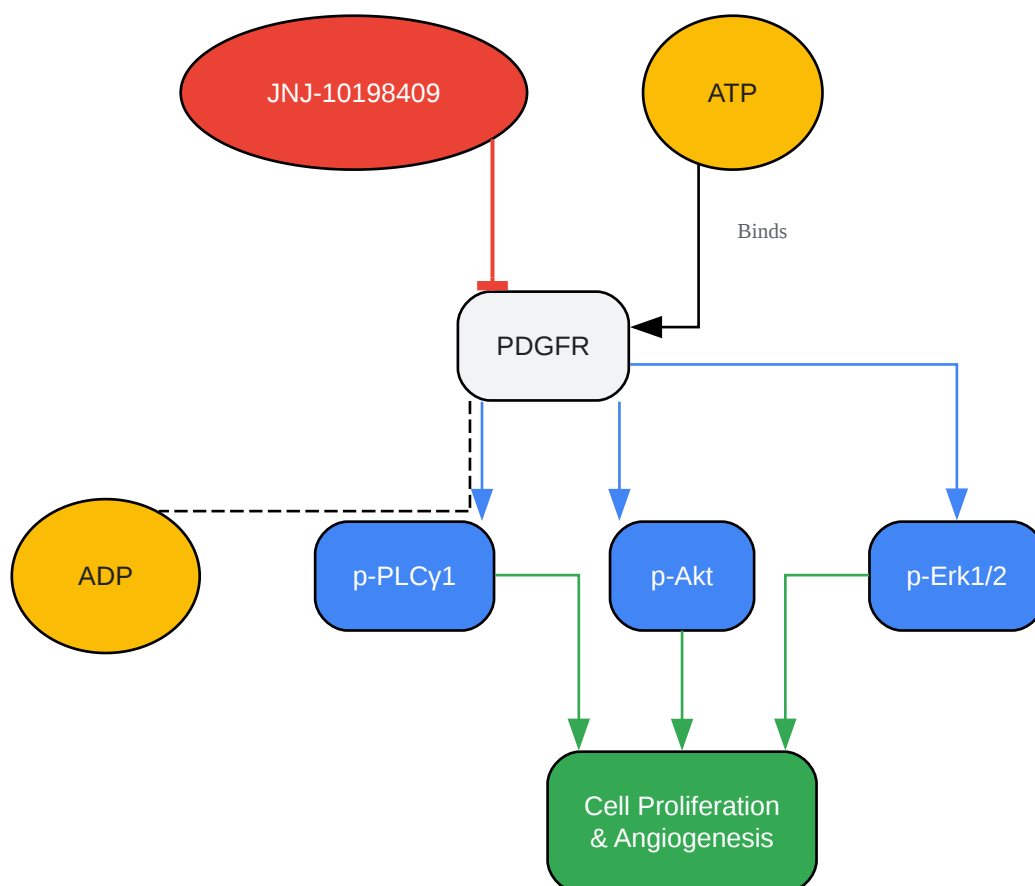 JNJ-10198409
ATP
Binds
PDGFR
ADP
p-PLCγ1
p-Akt
p-Erk1/2
Cell Proliferation
& Angiogenesis